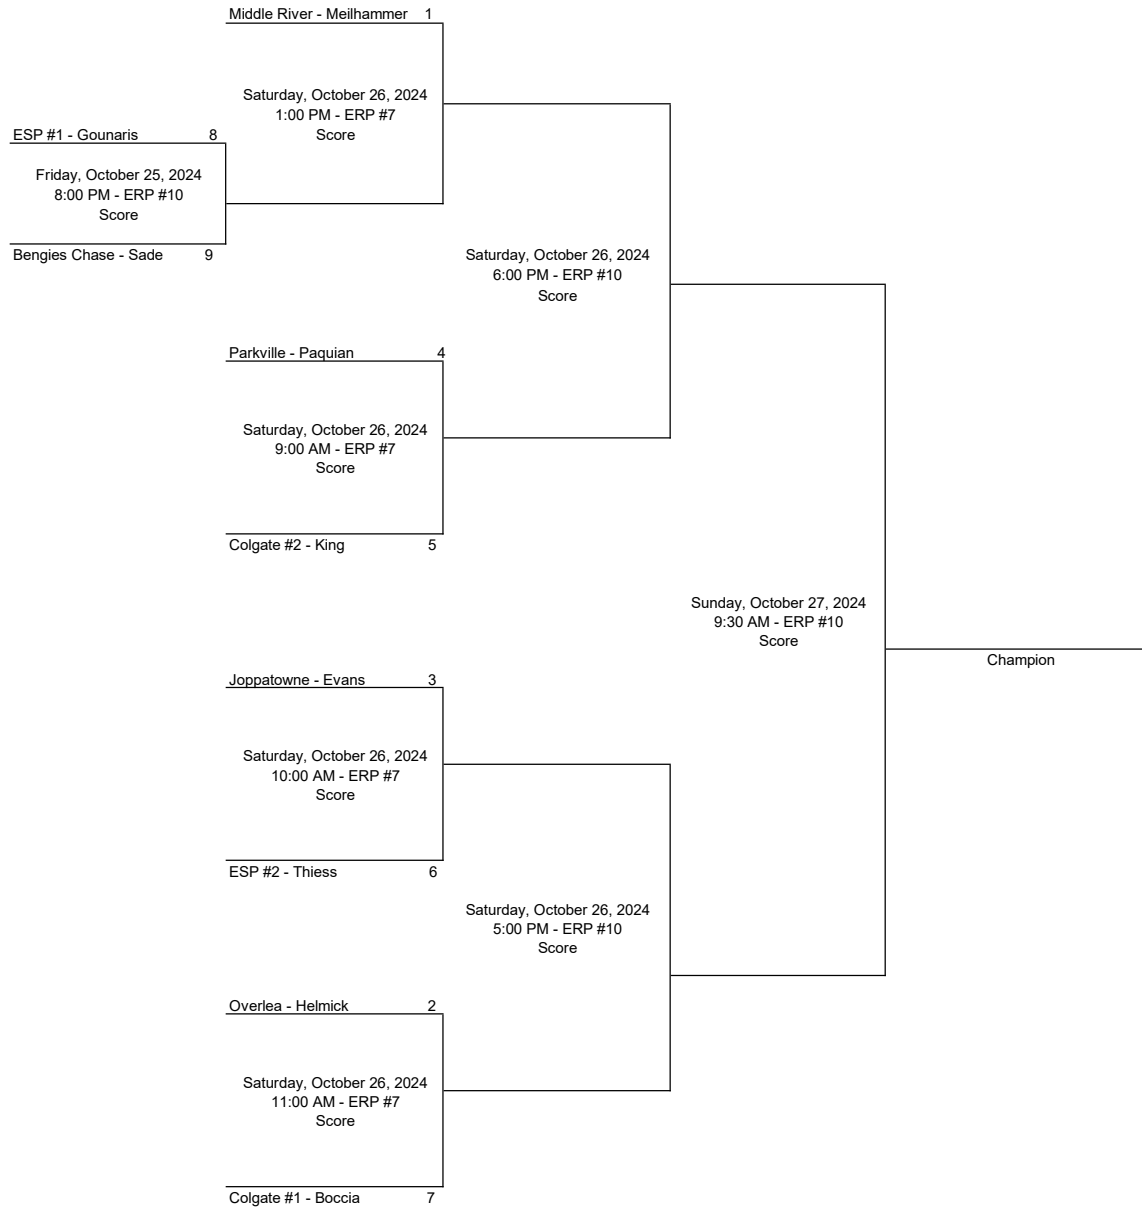 Middle River - Meilhammer 1
Saturday, October 26, 2024
1:00 PM - ERP #7
Score
ESP #1 - Gounaris 8
Friday, October 25, 2024
8:00 PM - ERP #10
Score
Bengies Chase - Sade 9
Saturday, October 26, 2024
6:00 PM - ERP #10
Score
Parkville - Paquian 4
Saturday, October 26, 2024
9:00 AM - ERP #7
Score
Colgate #2 - King 5
Sunday, October 27, 2024
9:30 AM - ERP #10
Score
Champion
Joppatowne - Evans 3
Saturday, October 26, 2024
10:00 AM - ERP #7
Score
ESP #2 - Thiess 6
Saturday, October 26, 2024
5:00 PM - ERP #10
Score
Overlea - Helmick 2
Saturday, October 26, 2024
11:00 AM - ERP #7
Score
Colgate #1 - Boccia 7